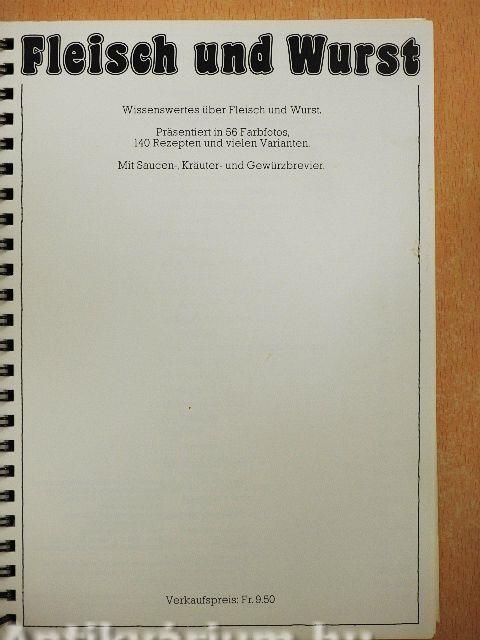 Fleisch und Wurst
Wissenswertes über Fleisch und Wurst.
Präsentiert in 56 Farbfotos,
140 Rezepten und vielen Varianten.
Mit Saucen-, Kräuter- und Gewürzbrevier.
Verkaufspreis: Fr. 9.50